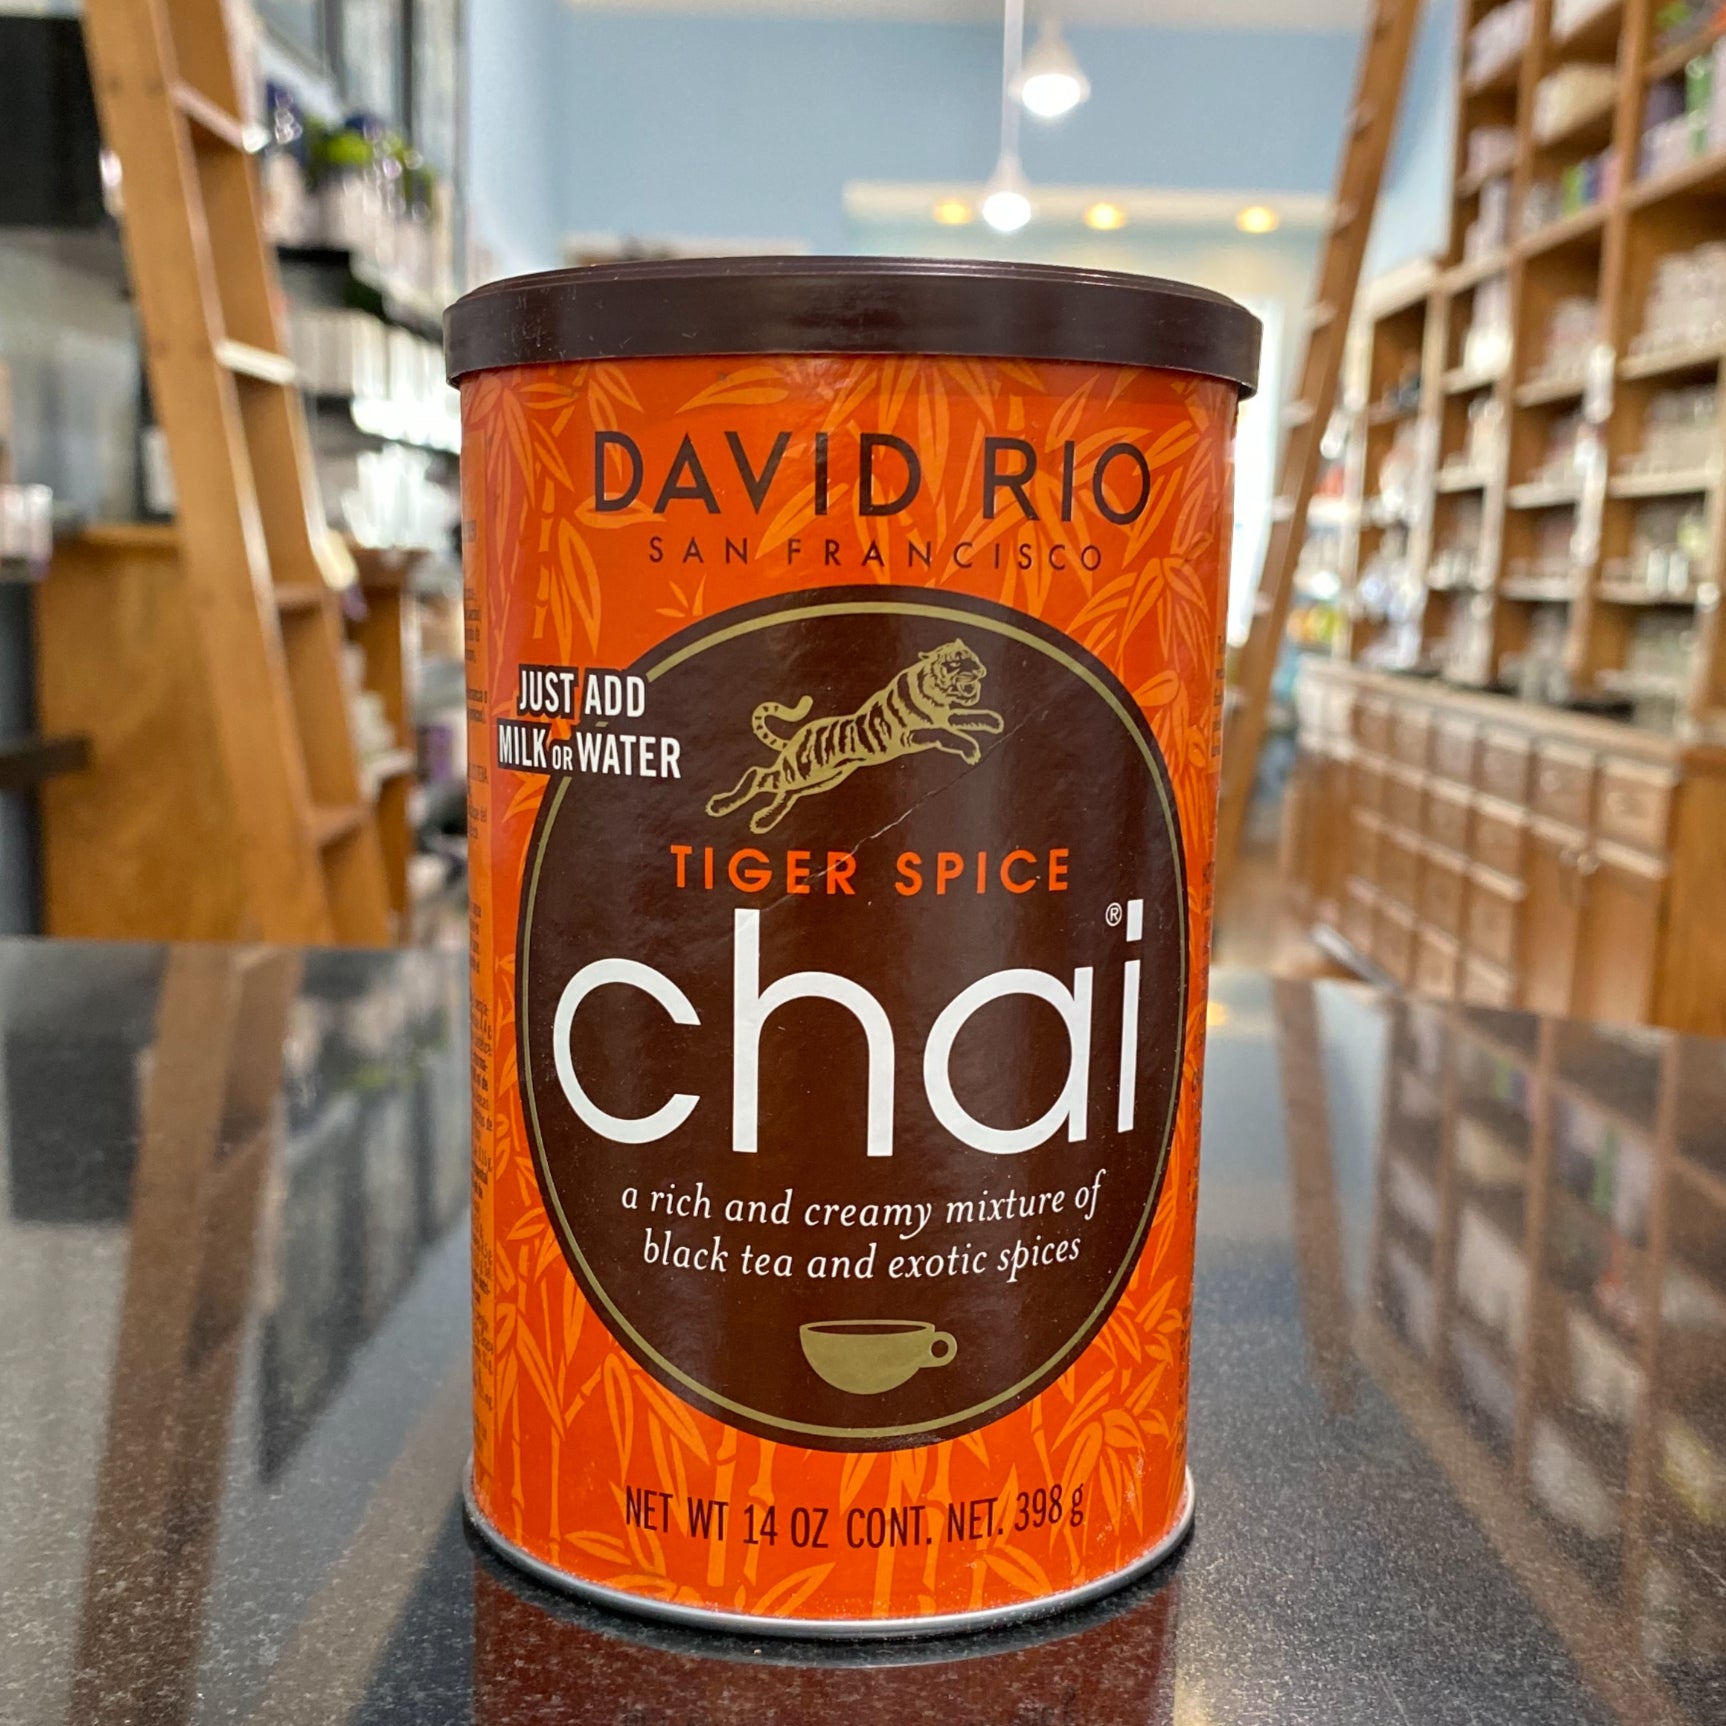 DAVID RIO
SAN FRANCISCO
JUST ADD
MILK OR WATER
TIGER SPICE
chai®
a rich and creamy mixture of
black tea and exotic spices
NET WT 14 OZ CONT. NET. 398 g